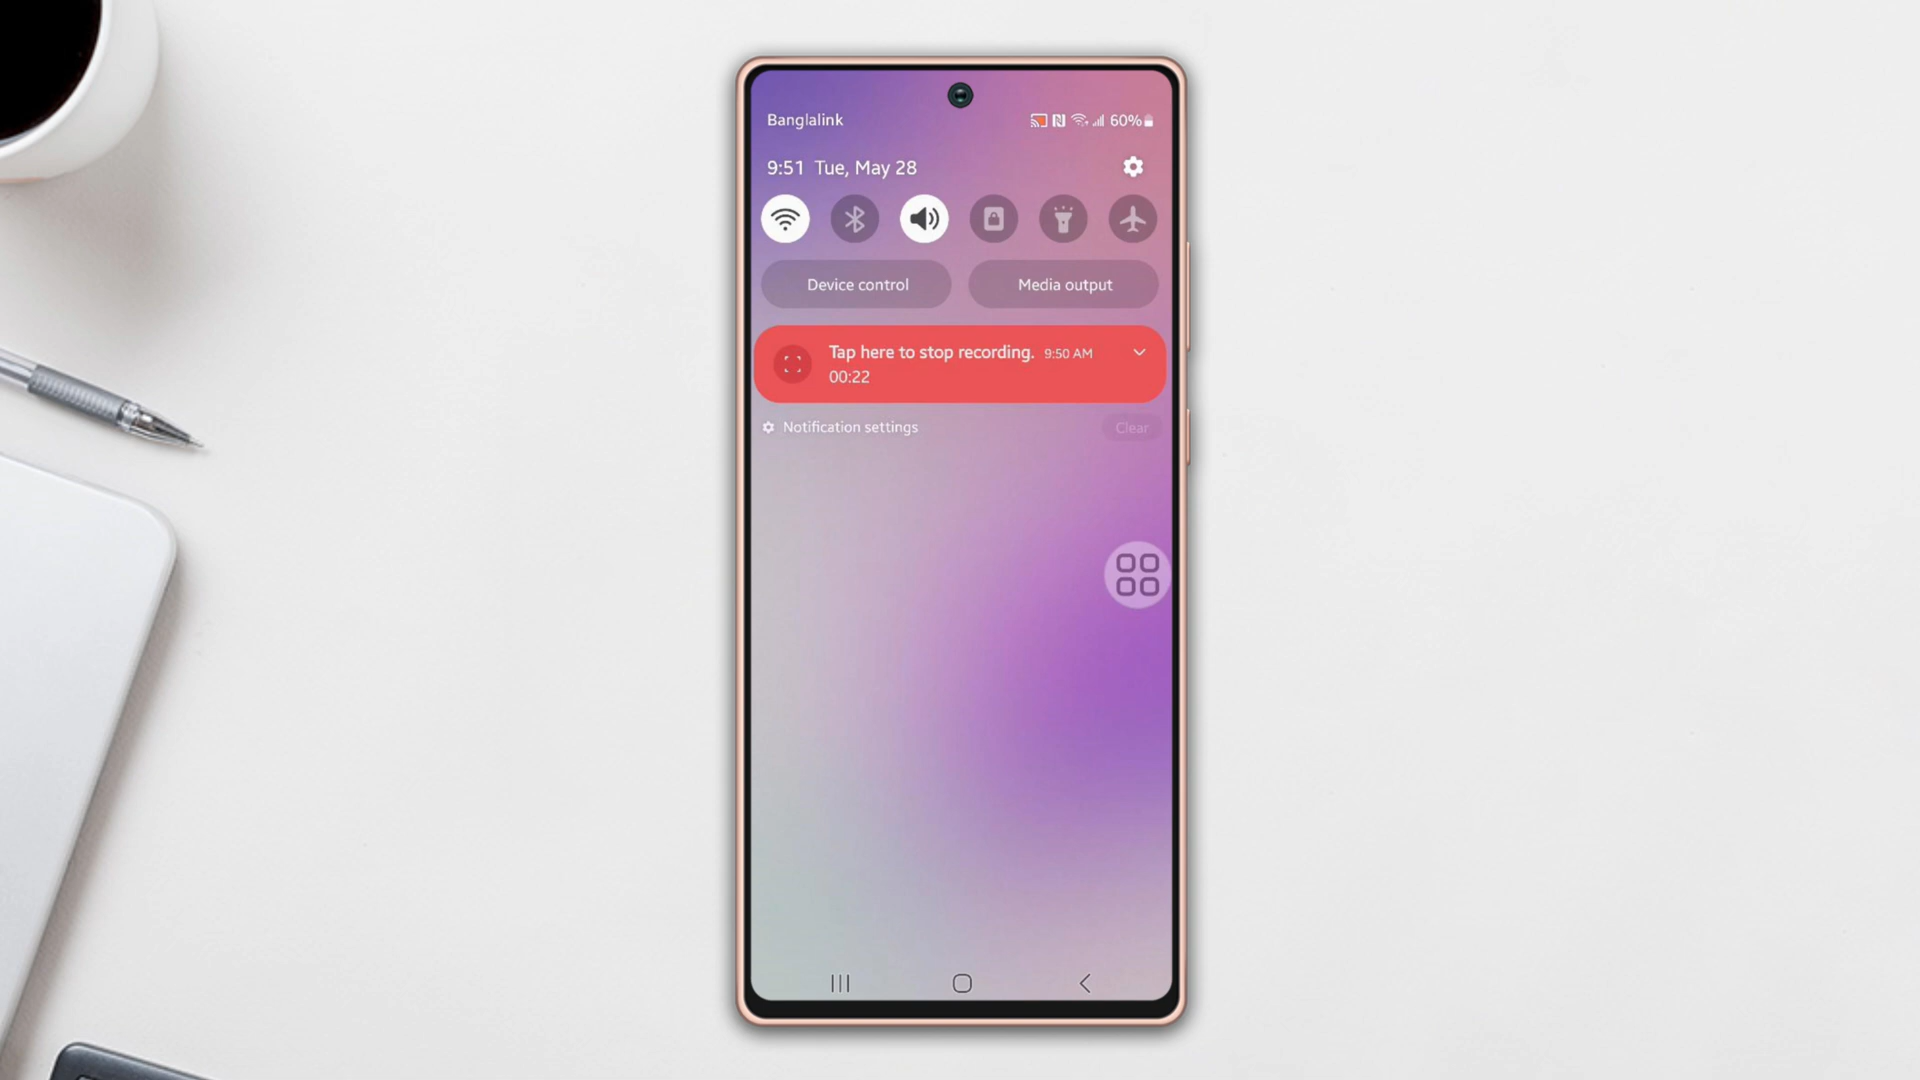 Banglalink 60%
9:51 Tue, May 28
Device control Media output
Tap here to stop recording. 9:50 AM
00:22
Notification settings Clear